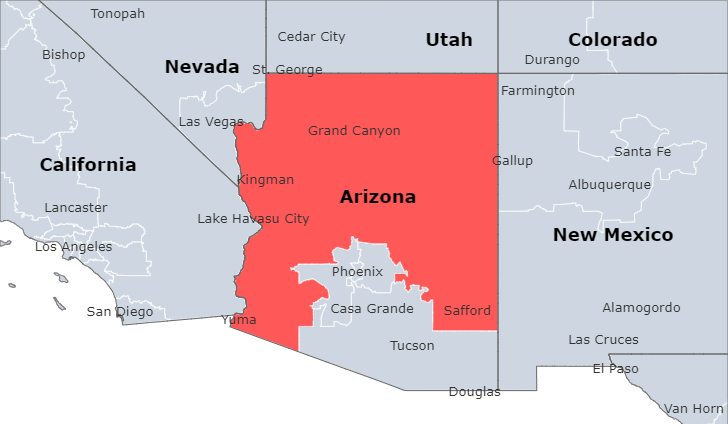 Tonopah
Cedar City
Utah
Colorado
Bishop
Durango
Nevada
St. George
Farmington
Las Vegas
Grand Canyon
Santa Fe
California
Gallup
Kingman
Albuquerque
Arizona
Lancaster
Lake Havasu City
New Mexico
Los Angeles
Phoenix
San Diego
Casa Grande
Safford
Alamogordo
Yuma
Tucson
Las Cruces
El Paso
Douglas
Van Horn